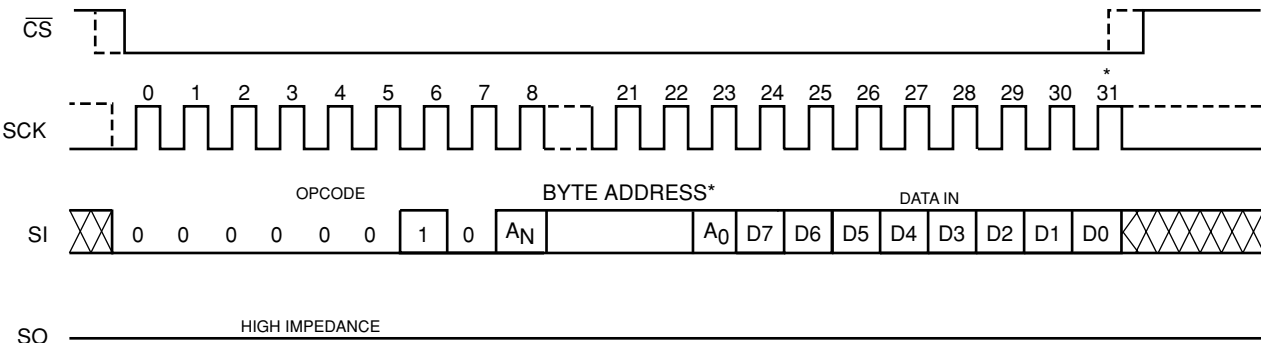 CS
*
0 1 2 3 4 5 6 7 8 21 22 23 24 25 26 27 28 29 30 31
SCK
OPCODE BYTE ADDRESS* DATA IN
SI 0 0 0 0 0 0 1 0 AN A0 D7 D6 D5 D4 D3 D2 D1 D0
HIGH IMPEDANCE
SO